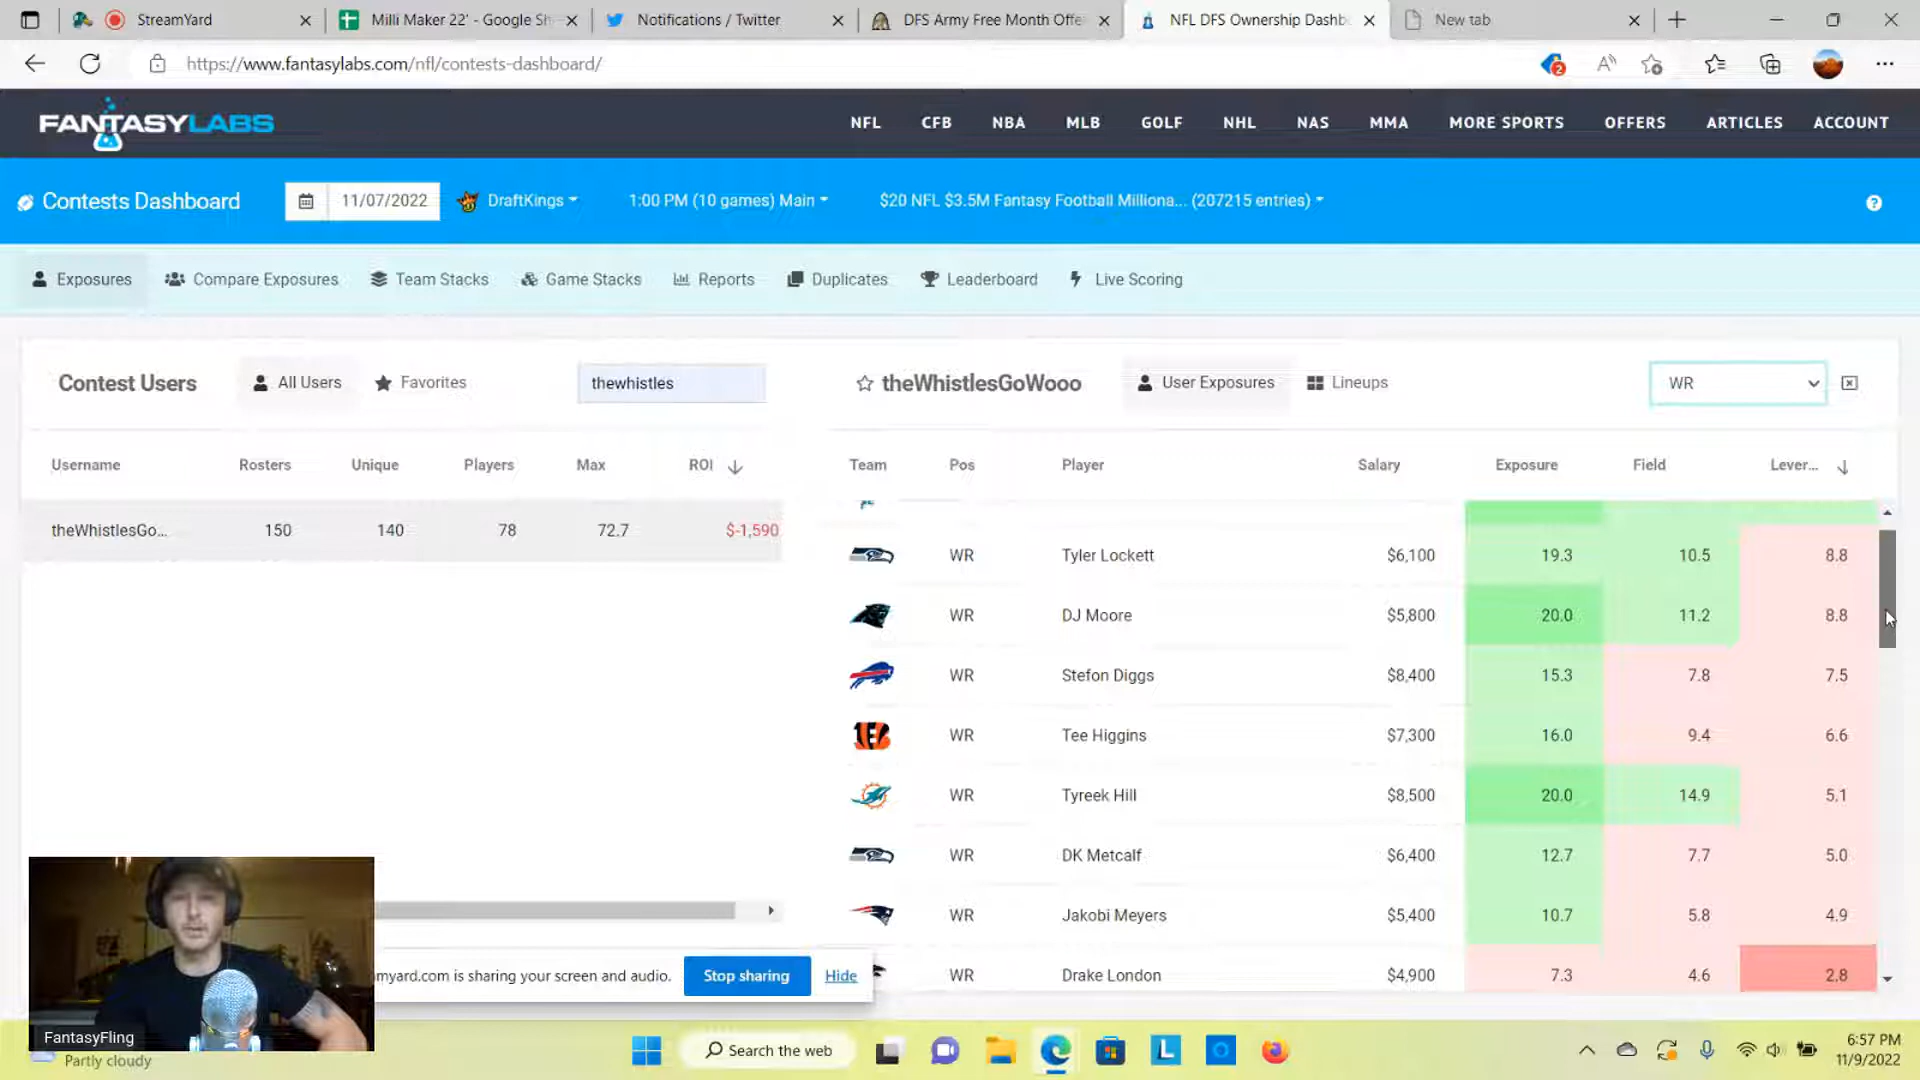 StreamYard
Milli Maker 22' - Google Sh
Notifications / Twitter
DFS Army Free Month Offe
NFL DFS Ownership Dashb
New tab
https://www.fantasylabs.com/nfl/contests-dashboard/
2
FANTASYLABS
NFL CFB NBA MLB GOLF NHL NAS MMA MORE SPORTS OFFERS ARTICLES ACCOUNT
Contests Dashboard 11/07/2022 DraftKings 1:00 PM (10 games) Main $20 NFL $3.5M Fantasy Football Milliona... (207215 entries) ?
Exposures Compare Exposures Team Stacks Game Stacks Reports Duplicates Leaderboard Live Scoring
Contest Users All Users Favorites thewhistles
theWhistlesGoWooo User Exposures Lineups WR
Username Rosters Unique Players Max ROI
theWhistlesGo... 150 140 78 72.7 $-1,590
Team Pos Player Salary Exposure Field Lever...
WR Tyler Lockett $6,100 19.3 10.5 8.8
WR DJ Moore $5,800 20.0 11.2 8.8
WR Stefon Diggs $8,400 15.3 7.8 7.5
WR Tee Higgins $7,300 16.0 9.4 6.6
WR Tyreek Hill $8,500 20.0 14.9 5.1
WR DK Metcalf $6,400 12.7 7.7 5.0
WR Jakobi Meyers $5,400 10.7 5.8 4.9
WR Drake London $4,900 7.3 4.6 2.8
myard.com is sharing your screen and audio. Stop sharing Hide
FantasyFling
Partly cloudy
Search the web
L
6:57 PM
11/9/2022